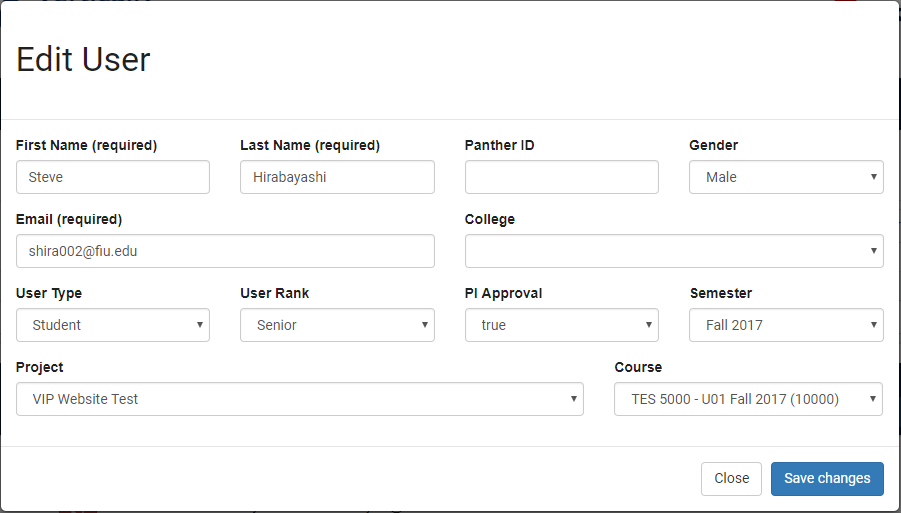 Edit User
First Name (required) Last Name (required) Panther ID Gender
Steve Hirabayashi Male
Email (required) College
shira002@fiu.edu
User Type User Rank PI Approval Semester
Student Senior true Fall 2017
Project Course
VIP Website Test TES 5000 - U01 Fall 2017 (10000)
Close Save changes